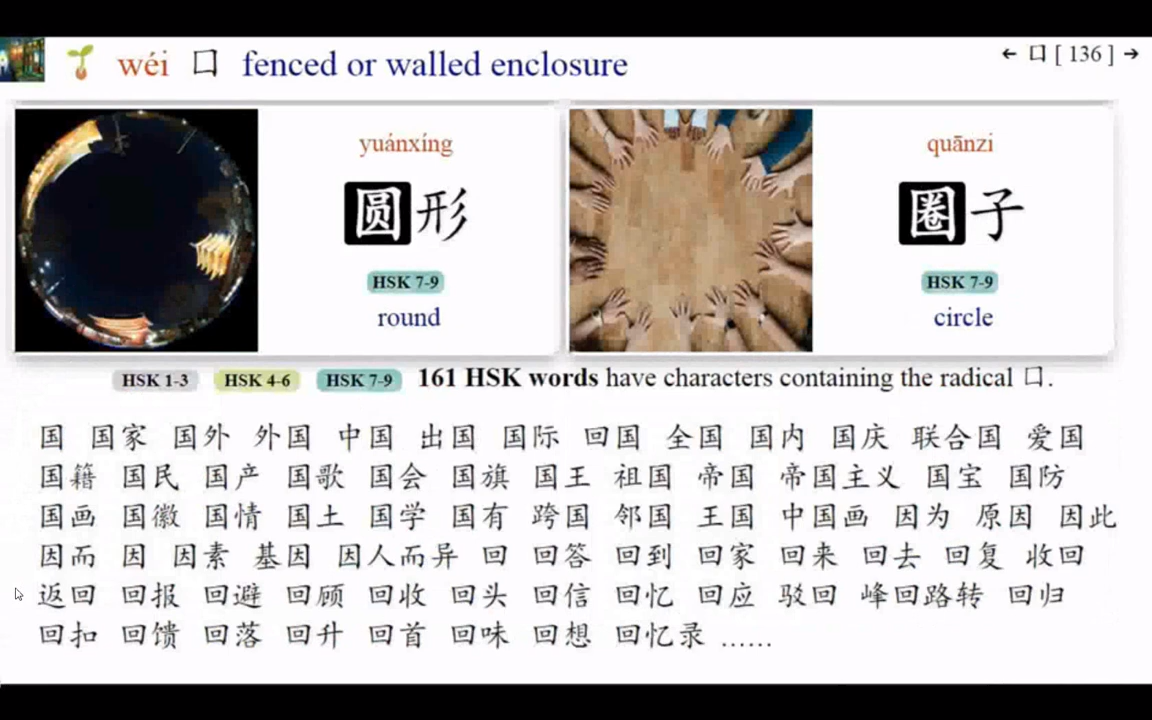 wéi 囗 fenced or walled enclosure
← 囗 [ 136 ] →
yuánxíng
圆形
HSK 7-9
round
quānzi
圈子
HSK 7-9
circle
HSK 1-3 HSK 4-6 HSK 7-9 161 HSK words have characters containing the radical 囗.
国 国家 国外 外国 中国 出国 国际 回国 全国 国内 国庆 联合国 爱国
国籍 国民 国产 国歌 国会 国旗 国王 祖国 帝国 帝国主义 国宝 国防
国画 国徽 国情 国土 国学 国有 跨国 邻国 王国 中国画 因为 原因 因此
因而 因 因素 基因 因人而异 回 回答 回到 回家 回来 回去 回复 收回
返回 回报 回避 回顾 回收 回头 回信 回忆 回应 驳回 峰回路转 回归
回扣 回馈 回落 回升 回首 回味 回想 回忆录 ……